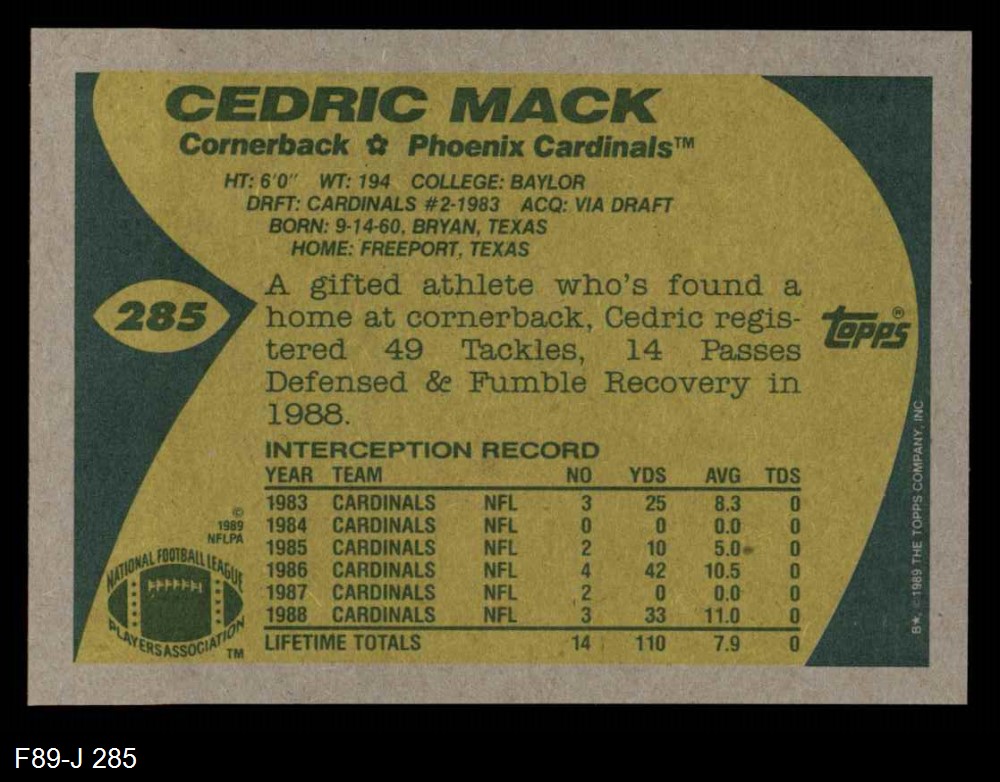 CEDRIC MACK
Cornerback Phoenix Cardinals™
HT: 6'0" WT: 194 COLLEGE: BAYLOR
DRFT: CARDINALS #2-1983 ACQ: VIA DRAFT
BORN: 9-14-60, BRYAN, TEXAS
HOME: FREEPORT, TEXAS
285
A gifted athlete who's found a
home at cornerback, Cedric regis-
tered 49 Tackles, 14 Passes
Defensed & Fumble Recovery in
1988.
topps®
INTERCEPTION RECORD
YEAR TEAM NO YDS AVG TDS
1983 CARDINALS NFL 3 25 8.3 0
1984 CARDINALS NFL 0 0 0.0 0
1985 CARDINALS NFL 2 10 5.0 0
1986 CARDINALS NFL 4 42 10.5 0
1987 CARDINALS NFL 2 0 0.0 0
1988 CARDINALS NFL 3 33 11.0 0
LIFETIME TOTALS 14 110 7.9 0
©
1989
NFLPA
NATIONAL FOOTBALL LEAGUE
PLAYERS ASSOCIATION
TM
B★ © 1989 THE TOPPS COMPANY, INC
F89-J 285